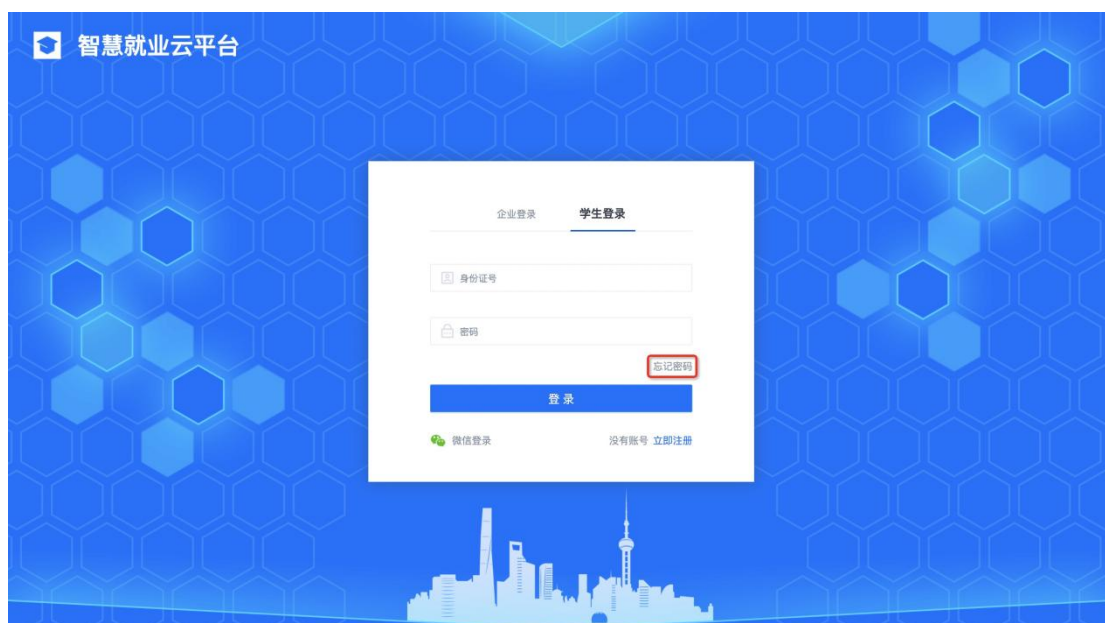 智慧就业云平台
企业登录 学生登录
身份证号
密码
忘记密码
登录
微信登录 没有账号 立即注册